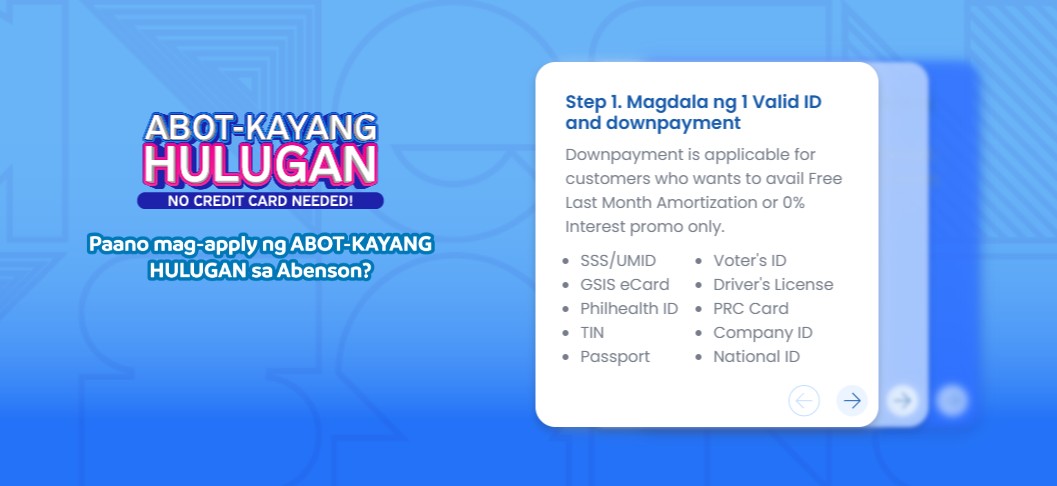 ABOT-KAYANG
HULUGAN
NO CREDIT CARD NEEDED!
Paano mag-apply ng ABOT-KAYANG
HULUGAN sa Abenson?
Step 1. Magdala ng 1 Valid ID
and downpayment
Downpayment is applicable for
customers who wants to avail Free
Last Month Amortization or 0%
Interest promo only.
• SSS/UMID
• GSIS eCard
• Philhealth ID
• TIN
• Passport
• Voter's ID
• Driver's License
• PRC Card
• Company ID
• National ID